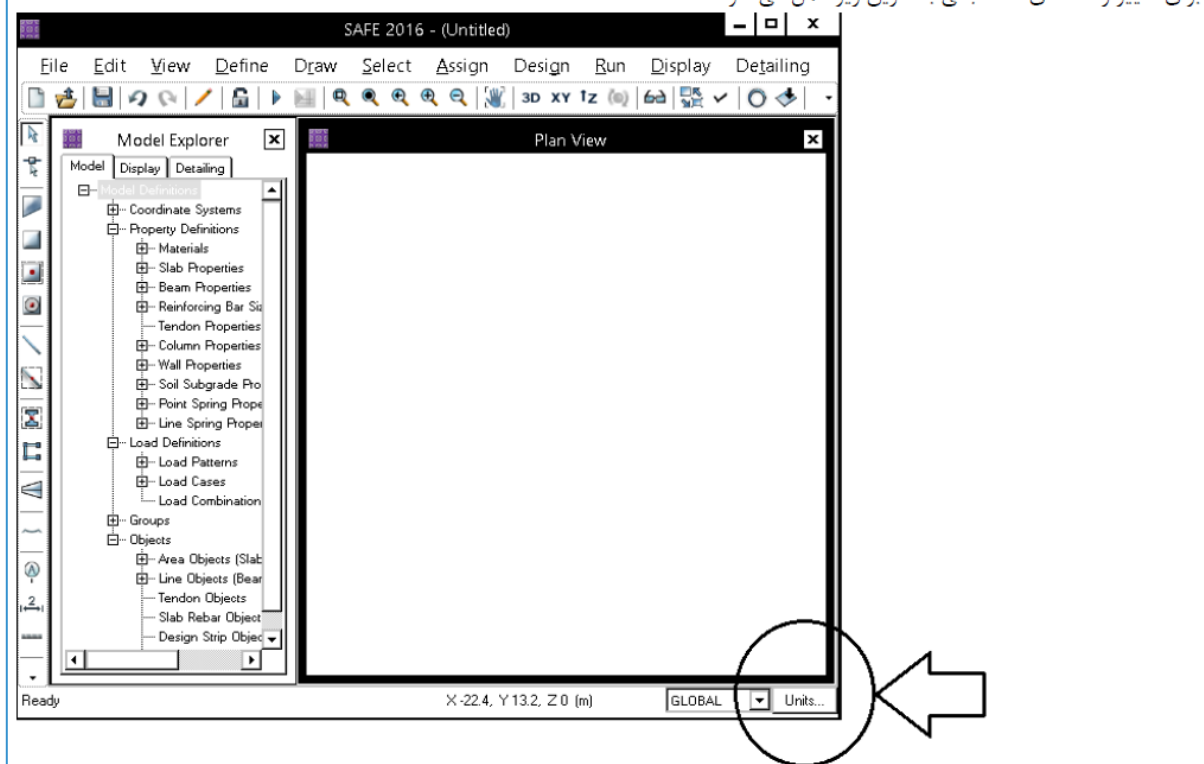 SAFE 2016 - (Untitled)
File Edit View Define Draw Select Assign Design Run Display Detailing
3D XY
Model Explorer
Plan View
Model Display Detailing
Model Definitions
Coordinate Systems
Property Definitions
Materials
Slab Properties
Beam Properties
Reinforcing Bar Siz
Tendon Properties
Column Properties
Wall Properties
Soil Subgrade Pro
Point Spring Prope
Line Spring Proper
Load Definitions
Load Patterns
Load Cases
Load Combination
Groups
Objects
Area Objects (Slab
Line Objects (Bear
Tendon Objects
Slab Rebar Object
Design Strip Objec
A
2
Ready X -22.4, Y 13.2, Z 0 (m) GLOBAL Units...